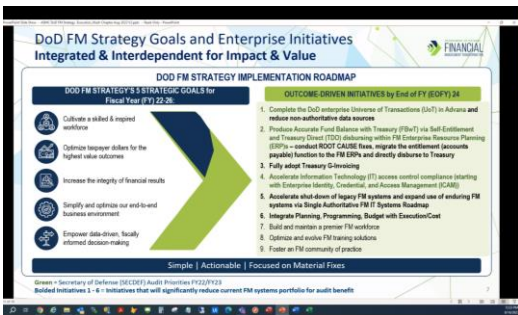 DoD FM Strategy Goals and Enterprise Initiatives
Integrated & Interdependent for Impact & Value
FINANCIAL
DOD FM STRATEGY IMPLEMENTATION ROADMAP
DOD FM STRATEGY'S 5 STRATEGIC GOALS for
Fiscal Year (FY) 22-26:
Cultivate a skilled & inspired
workforce
Optimize taxpayer dollars for the
highest value outcomes
Increase the integrity of financial results
Simplify and optimize our end-to-end
business environment
Empower data-driven, fiscally
informed decision-making
OUTCOME-DRIVEN INITIATIVES by End of FY (EOFY) 24
1. Complete the DoD enterprise Universe of Transactions (UoT) in Advana and
reduce non-authoritative data sources
2. Produce Accurate Fund Balance with Treasury (FBwT) via Self-Entitlement
and Treasury Direct (TDO) disbursing within FM Enterprise Resource Planning
(ERP)s – conduct ROOT CAUSE fixes, migrate the entitlement (accounts
payable) function to the FM ERPs and directly disburse to Treasury
3. Fully adopt Treasury G-Invoicing
4. Accelerate Information Technology (IT) access control compliance (starting
with Enterprise Identity, Credential, and Access Management (ICAM))
5. Accelerate shut-down of legacy FM systems and expand use of enduring FM
systems via Single Authoritative FM IT Systems Roadmap
6. Integrate Planning, Programming, Budget with Execution/Cost
7. Build and maintain a premier FM workforce
8. Optimize and evolve FM training solutions
9. Foster an FM community of practice
Simple | Actionable | Focused on Material Fixes
Green = Secretary of Defense (SECDEF) Audit Priorities FY22/FY23
Bolded Initiatives 1 - 6 = Initiatives that will significantly reduce current FM systems portfolio for audit benefit
7